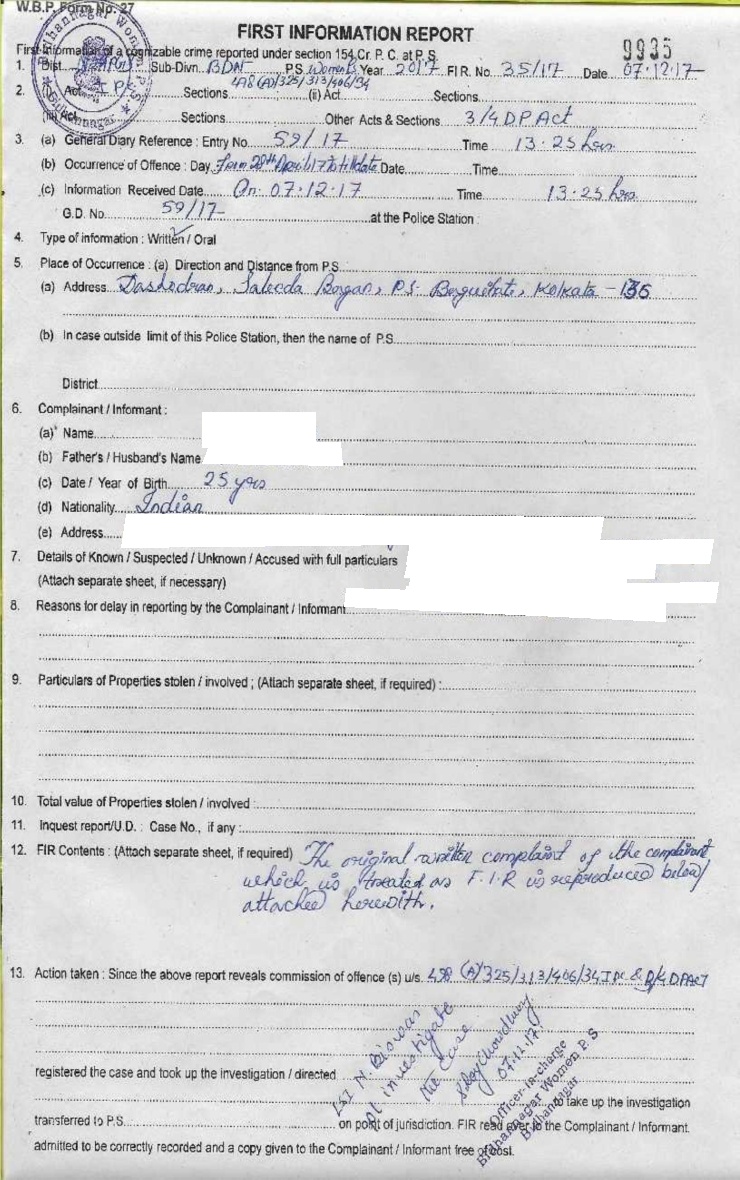 W.B.P. Form No. 27
FIRST INFORMATION REPORT
9935
First Information of a cognizable crime reported under section 154 Cr. P. C. at P.S.
1. Dist. Sub-Divn. BDN P.S. Women P.S. Year 2017 F.I.R. No. 35/17 Date 07.12.17
498(A)/325/313/406/34
2. (i) Act I P C Sections (ii) Act Sections
(iii) Act Sections Other Acts & Sections 3/4 D P Act
3. (a) General Diary Reference : Entry No. 59/17 Time 13.25 hrs
(b) Occurrence of Offence : Day From 28th April, 17 to till date Date Time
(c) Information Received Date On 07.12.17 Time 13.25 hrs
G.D. No. 59/17 at the Police Station :
4. Type of information : Written / Oral
5. Place of Occurrence : (a) Direction and Distance from P.S.
(a) Address Dashodran, P.S- Baguihati, Kolkata - 136
(b) In case outside limit of this Police Station, then the name of P.S.
District
6. Complainant / Informant :
(a) Name
(b) Father's / Husband's Name
(c) Date / Year of Birth 25 yrs
(d) Nationality Indian
(e) Address
7. Details of Known / Suspected / Unknown / Accused with full particulars
(Attach separate sheet, if necessary)
8. Reasons for delay in reporting by the Complainant / Informant
9. Particulars of Properties stolen / involved ; (Attach separate sheet, if required) :
10. Total value of Properties stolen / involved :
11. Inquest report/U.D. : Case No., if any :
12. FIR Contents : (Attach separate sheet, if required) The original written complaint of the complainant
which is treated as F.I.R is reproduced below/
attached herewith.
13. Action taken : Since the above report reveals commission of offence (s) u/s. 498 (A)/325/313/406/34 I P C & 3/4 D P ACT
LSI N. Biswas
investigate
the case
07.12.17
Officer-in-charge
Bidhannagar Women P.S
Bidhannagar
registered the case and took up the investigation / directed
to take up the investigation
transferred to P.S. on point of jurisdiction. FIR read over to the Complainant / Informant.
admitted to be correctly recorded and a copy given to the Complainant / Informant free of cost.